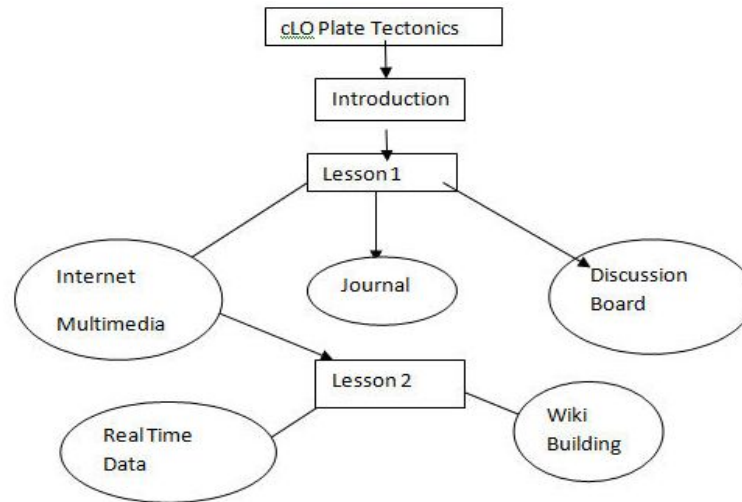 cLO Plate Tectonics
Introduction
Lesson 1
Internet
Multimedia
Journal
Discussion
Board
Lesson 2
Real Time
Data
Wiki
Building